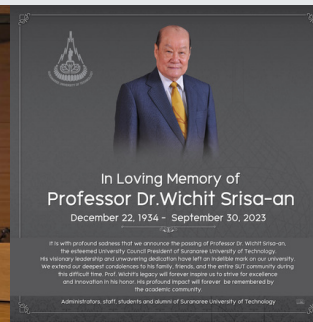 In Loving Memory of
Professor Dr.Wichit Srisa-an
December 22, 1934 - September 30, 2023
It is with profound sadness that we announce the passing of Professor Dr. Wichit Srisa-an,
the esteemed University Council President of Suranaree University of Technology.
His visionary leadership and unwavering dedication have left an indelible mark on our university.
We extend our deepest condolences to his family, friends, and the entire SUT community during
this difficult time. Prof. Wichit's legacy will forever inspire us to strive for excellence
and innovation in his honor. His profound impact will forever be remembered by
the academic community.
Administrators, staff, students and alumni of Suranaree University of Technology